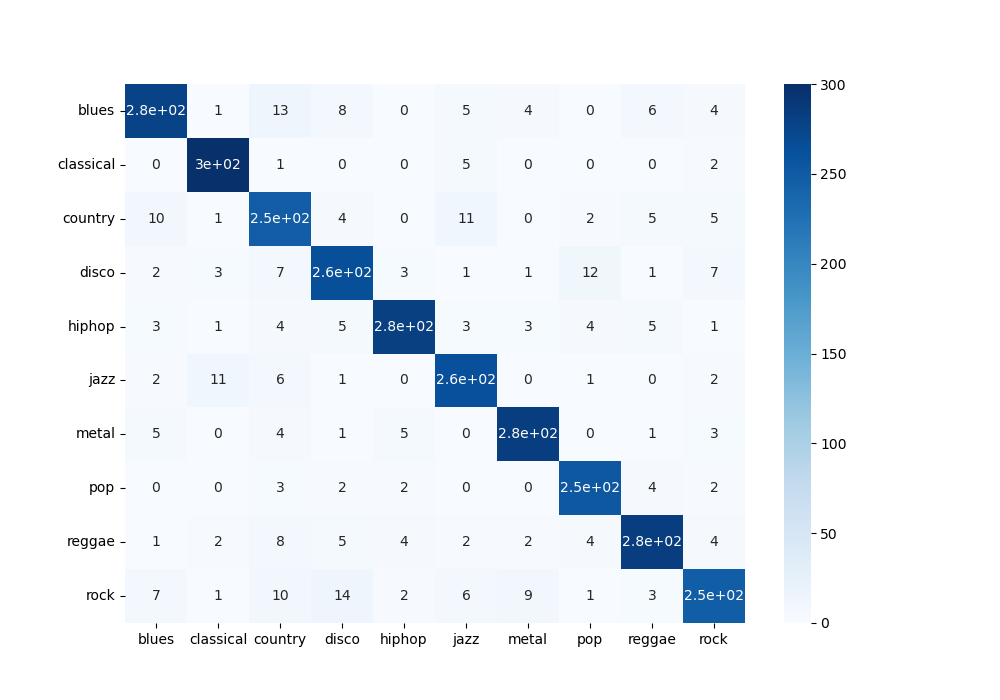 blues 2.8e+02 1 13 8 0 5 4 0 6 4
classical 0 3e+02 1 0 0 5 0 0 0 2
country 10 1 2.5e+02 4 0 11 0 2 5 5
disco 2 3 7 2.6e+02 3 1 1 12 1 7
hiphop 3 1 4 5 2.8e+02 3 3 4 5 1
jazz 2 11 6 1 0 2.6e+02 0 1 0 2
metal 5 0 4 1 5 0 2.8e+02 0 1 3
pop 0 0 3 2 2 0 0 2.5e+02 4 2
reggae 1 2 8 5 4 2 2 4 2.8e+02 4
rock 7 1 10 14 2 6 9 1 3 2.5e+02
blues classical country disco hiphop jazz metal pop reggae rock
300
250
200
150
100
50
0